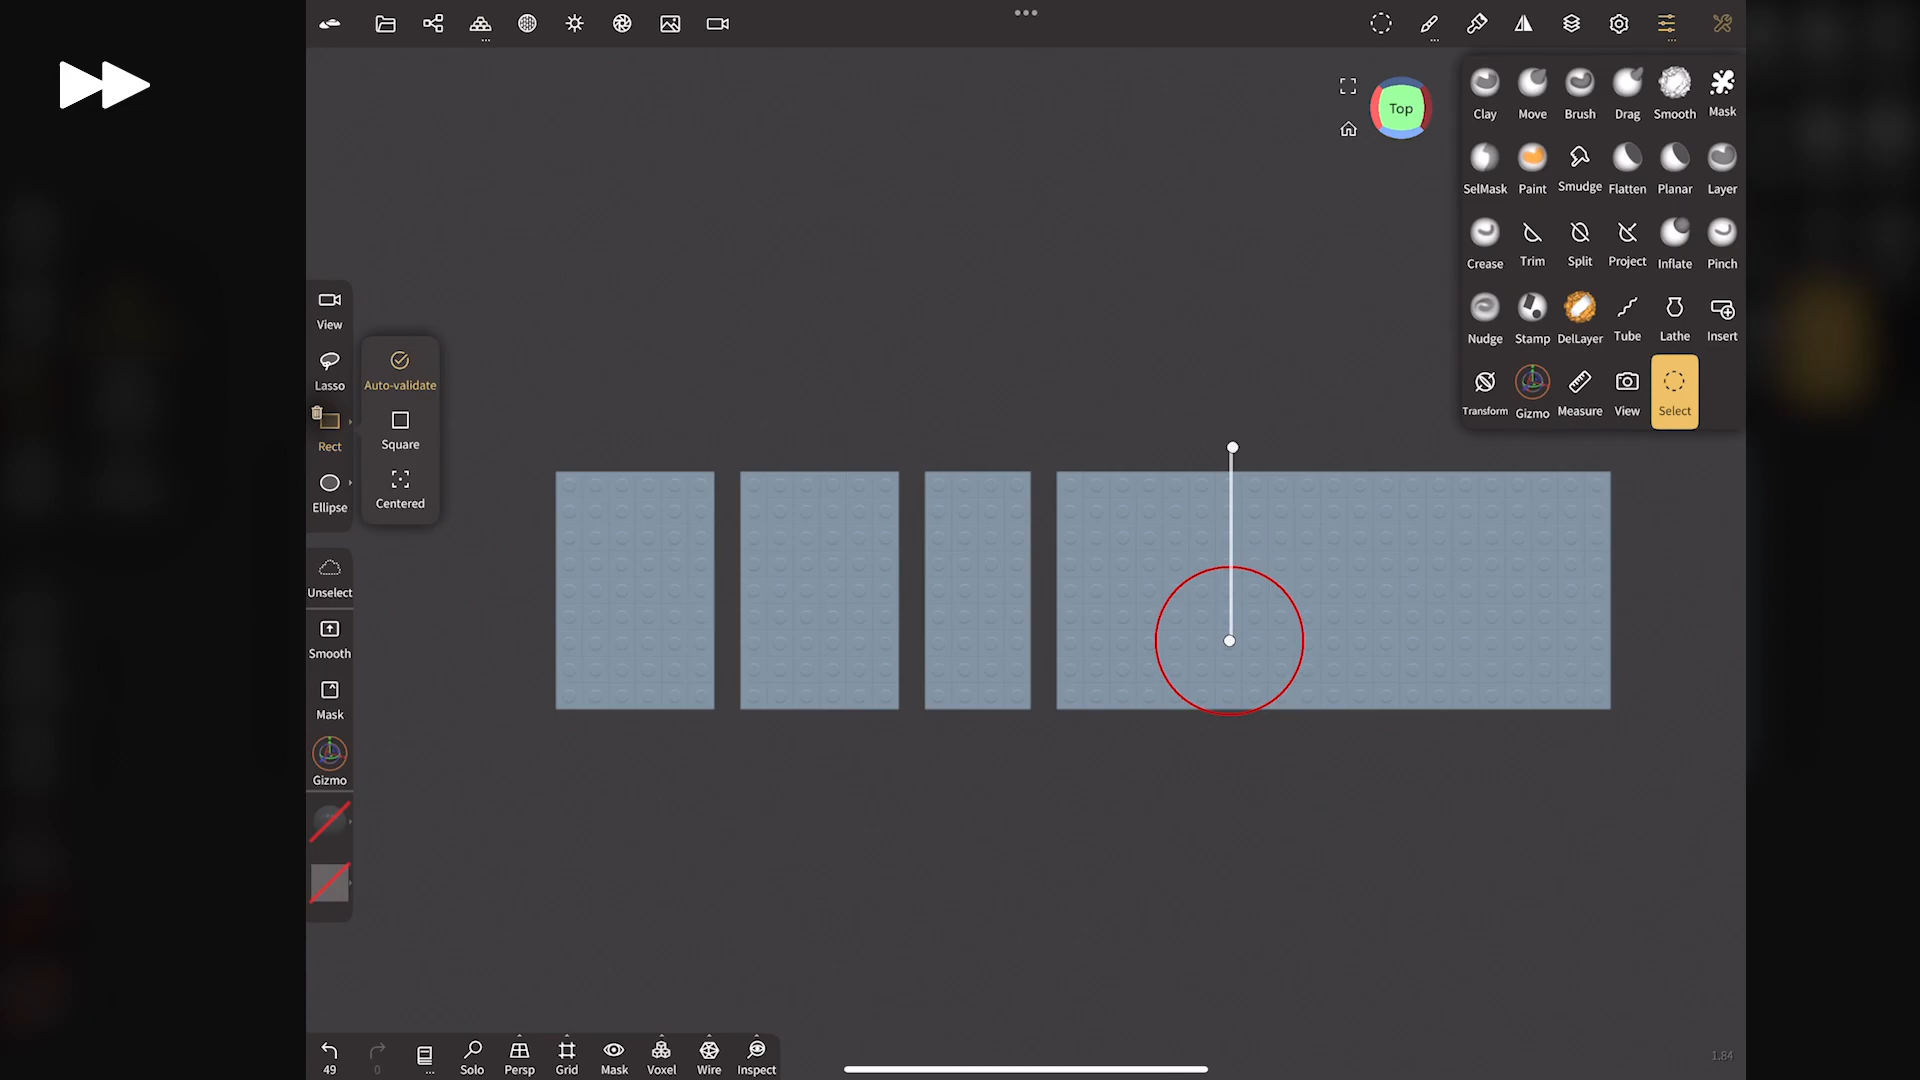 Top
Clay Move Brush Drag Smooth Mask
SelMask Paint Smudge Flatten Planar Layer
Crease Trim Split Project Inflate Pinch
Nudge Stamp DelLayer Tube Lathe Insert
Transform Gizmo Measure View Select
View
Lasso
Rect
Ellipse
Auto-validate
Square
Centered
Unselect
Smooth
Mask
Gizmo
49 0 ... Solo Persp Grid Mask Voxel Wire Inspect
1.84